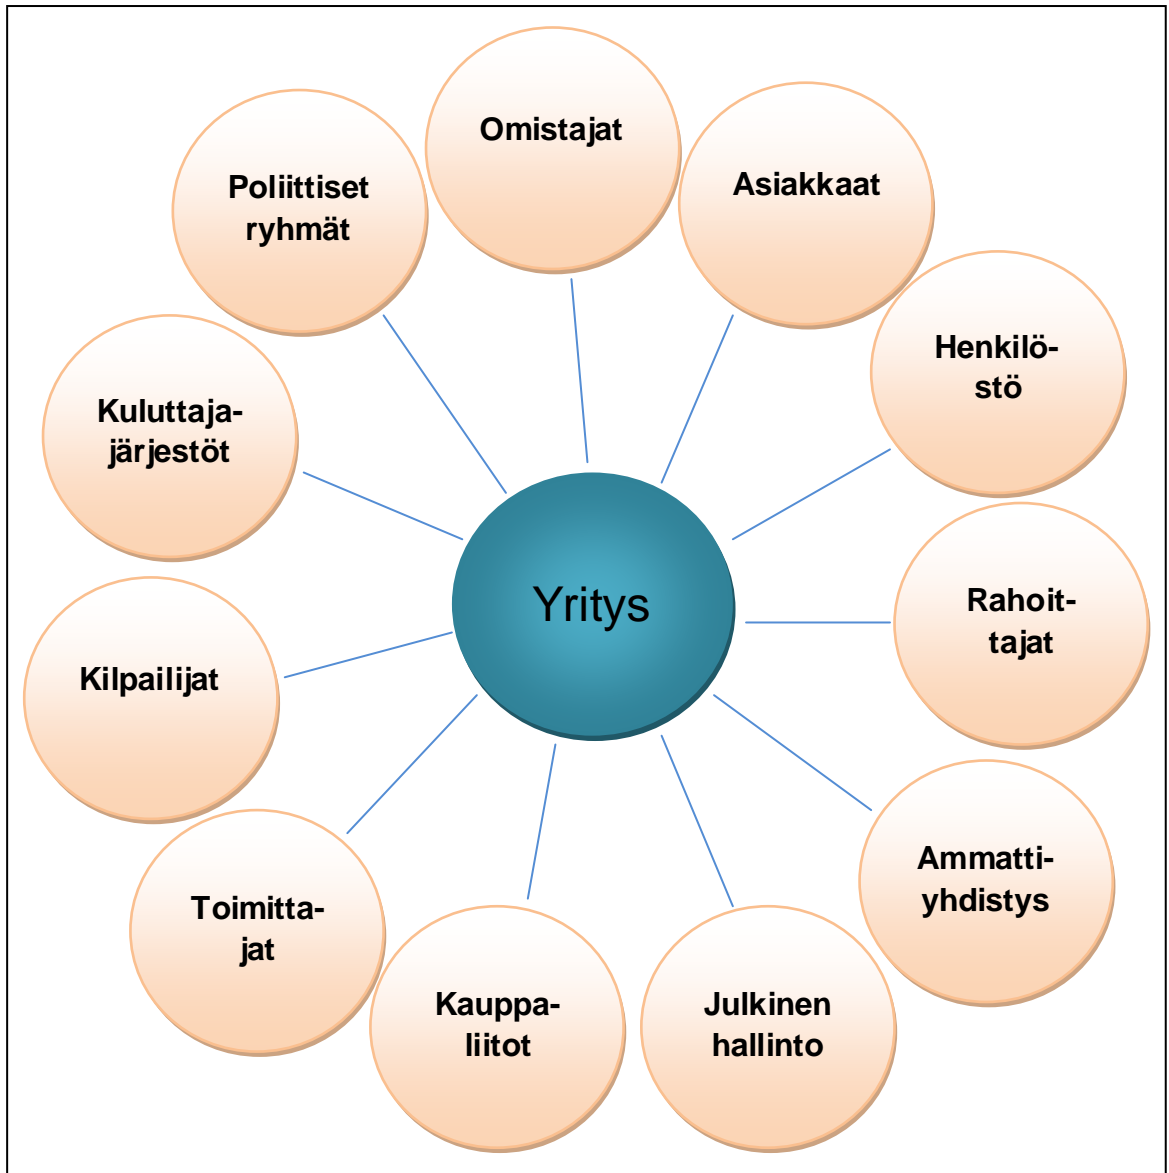 Omistajat
Asiakkaat
Henkilö-
stö
Rahoit-
tajat
Ammatti-
yhdistys
Julkinen
hallinto
Kauppa-
liitot
Toimitta-
jat
Kilpailijat
Kuluttaja-
järjestöt
Poliittiset
ryhmät
Yritys